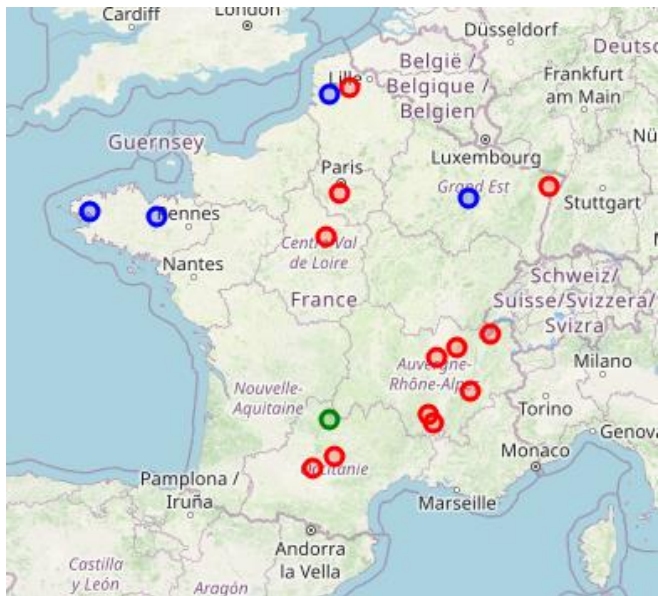 Cardiff
London
Düsseldorf
België /
Belgique /
Belgien
Deutsc
Lille
Frankfurt
am Main
Guernsey
Luxembourg
Nü
Paris
Grand Est
Stuttgart
Rennes
Centre-Val
de Loire
Nantes
France
Schweiz/
Suisse/Svizzera/
Svizra
Auvergne-
Rhône-Alpes
Milano
Nouvelle-
Aquitaine
Torino
Genova
Occitanie
Monaco
Pamplona /
Iruña
Marseille
Andorra
la Vella
Castilla
y León
Aragón